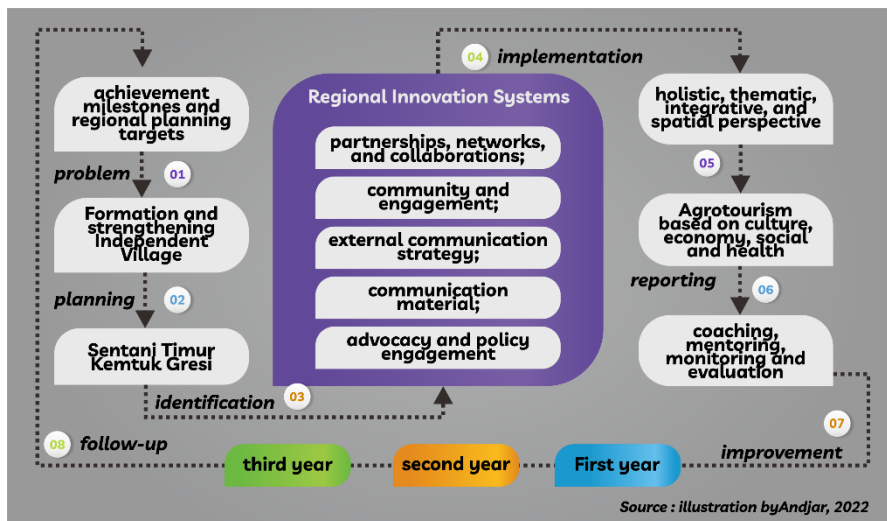 achievement
milestones and
regional planning
targets
problem
01
Formation and
strengthening
Independent
Village
planning
02
Sentani Timur
Kemtuk Gresi
identification
03
Regional Innovation Systems
partnerships, networks,
and collaborations;
community and
engagement;
external communication
strategy;
communication
material;
advocacy and policy
engagement
04
implementation
holistic, thematic,
integrative, and
spatial perspective
05
Agrotourism
based on culture,
economy, social
and health
reporting
06
coaching,
mentoring,
monitoring and
evaluation
07
improvement
08
follow-up
third year
second year
First year
Source : illustration byAndjar, 2022